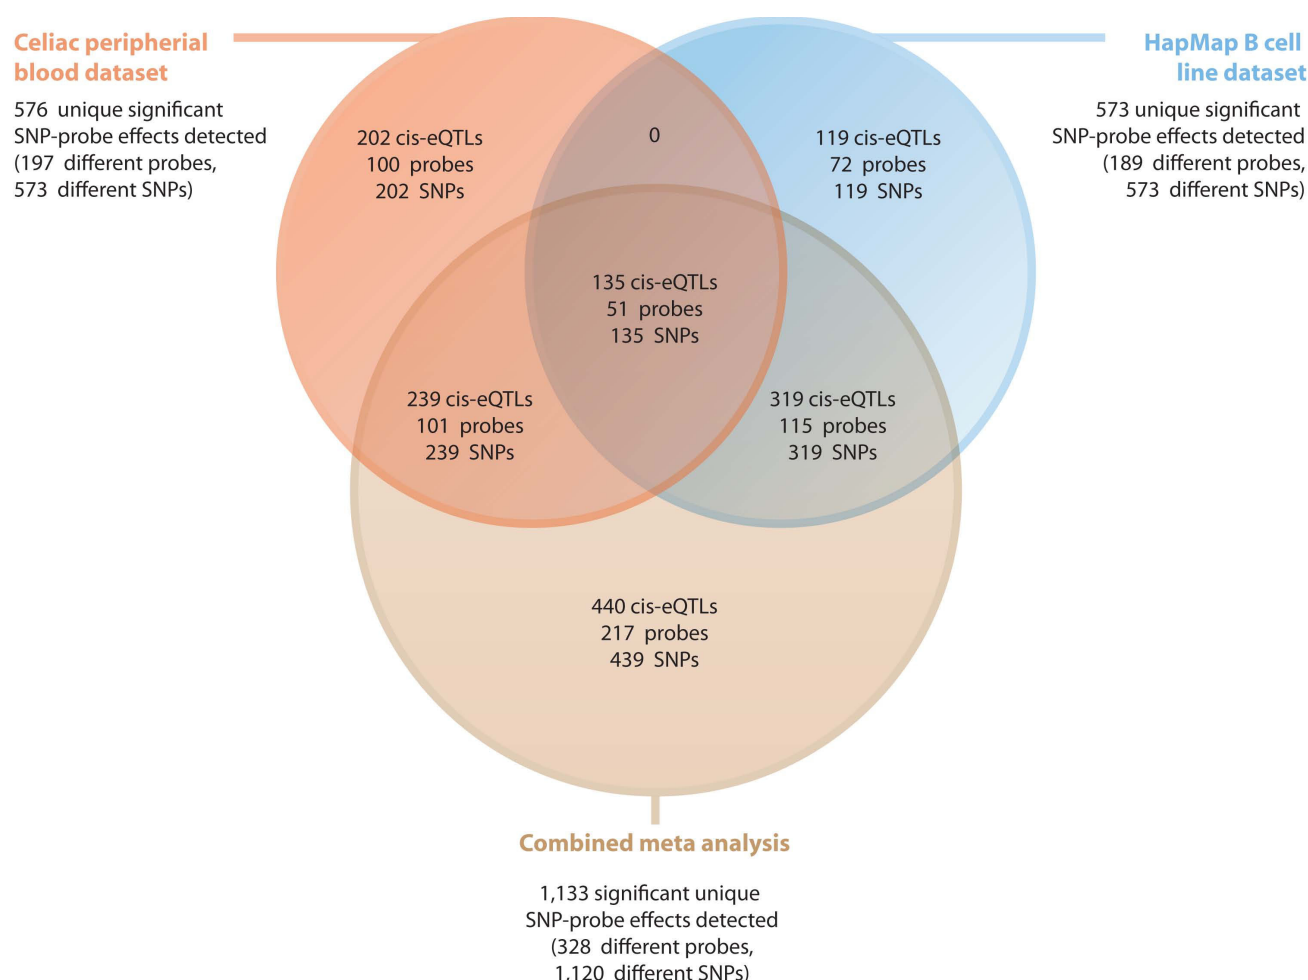 Celiac peripherial
blood dataset
576 unique significant
SNP-probe effects detected
(197 different probes,
573 different SNPs)
HapMap B cell
line dataset
573 unique significant
SNP-probe effects detected
(189 different probes,
573 different SNPs)
202 cis-eQTLs
100 probes
202 SNPs
0
119 cis-eQTLs
72 probes
119 SNPs
135 cis-eQTLs
51 probes
135 SNPs
239 cis-eQTLs
101 probes
239 SNPs
319 cis-eQTLs
115 probes
319 SNPs
440 cis-eQTLs
217 probes
439 SNPs
Combined meta analysis
1,133 significant unique
SNP-probe effects detected
(328 different probes,
1,120 different SNPs)